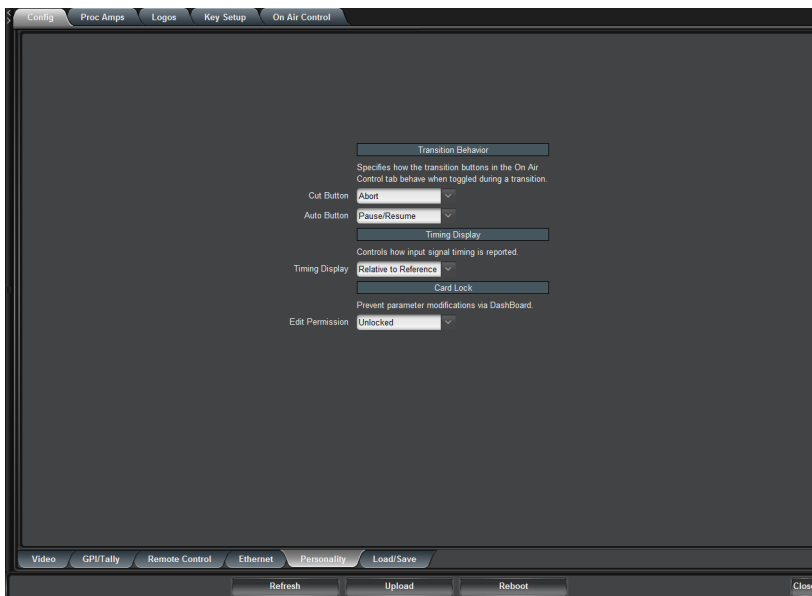 Config Proc Amps Logos Key Setup On Air Control
Transition Behavior
Specifies how the transition buttons in the On Air
Control tab behave when toggled during a transition.
Cut Button Abort
Auto Button Pause/Resume
Timing Display
Controls how input signal timing is reported.
Timing Display Relative to Reference
Card Lock
Prevent parameter modifications via DashBoard.
Edit Permission Unlocked
Video GPI/Tally Remote Control Ethernet Personality Load/Save
Refresh Upload Reboot Close